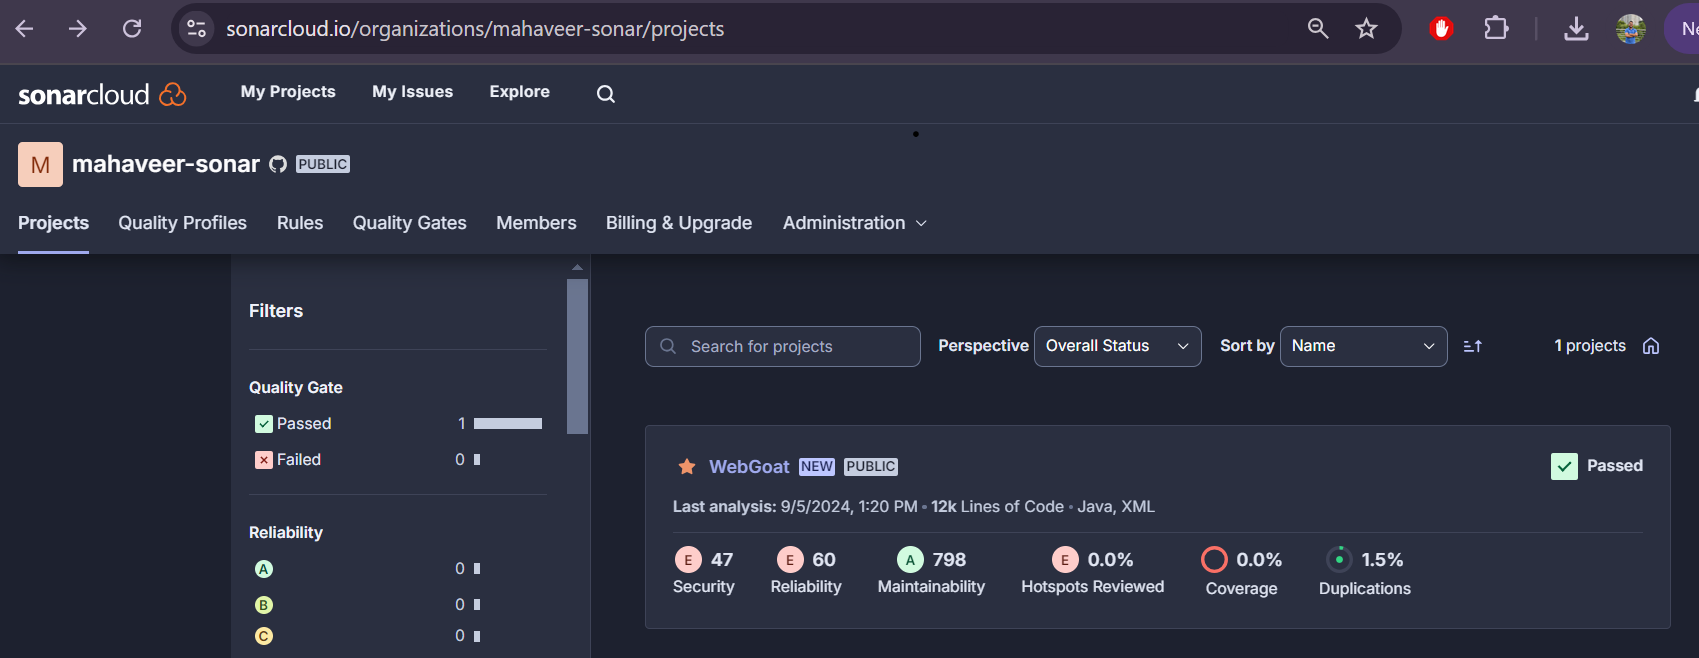 sonarcloud.io/organizations/mahaveer-sonar/projects
sonarcloud My Projects My Issues Explore
M mahaveer-sonar PUBLIC
Projects Quality Profiles Rules Quality Gates Members Billing & Upgrade Administration
Filters
Search for projects Perspective Overall Status Sort by Name 1 projects
Quality Gate
Passed 1
Failed 0
WebGoat NEW PUBLIC Passed
Last analysis: 9/5/2024, 1:20 PM • 12k Lines of Code • Java, XML
Reliability
A 0
B 0
C 0
E 47 E 60 A 798 E 0.0% 0.0% 1.5%
Security Reliability Maintainability Hotspots Reviewed Coverage Duplications